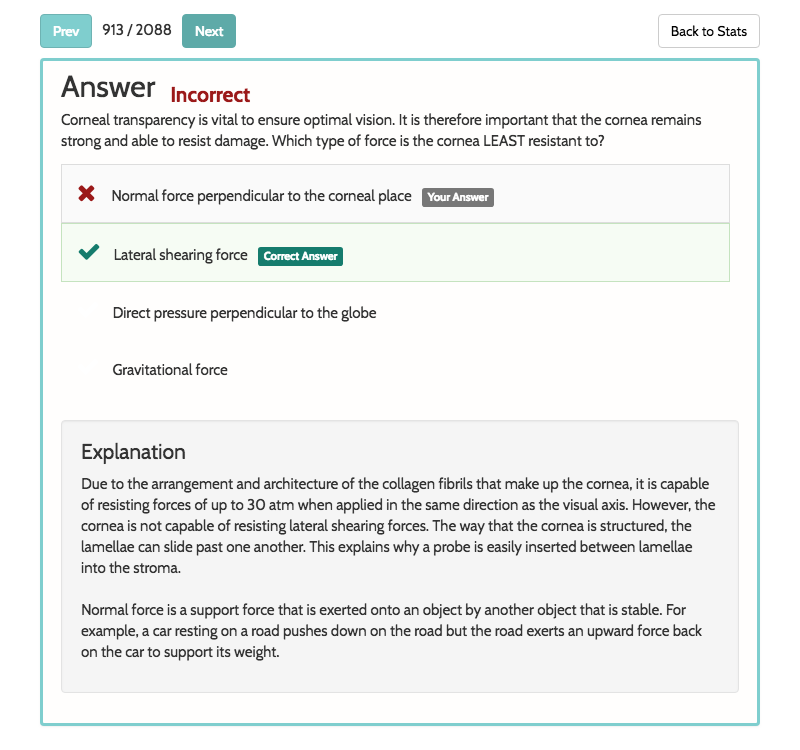 Prev 913 / 2088 Next Back to Stats
Answer Incorrect
Corneal transparency is vital to ensure optimal vision. It is therefore important that the cornea remains
strong and able to resist damage. Which type of force is the cornea LEAST resistant to?
Normal force perpendicular to the corneal place Your Answer
Lateral shearing force Correct Answer
Direct pressure perpendicular to the globe
Gravitational force
Explanation
Due to the arrangement and architecture of the collagen fibrils that make up the cornea, it is capable
of resisting forces of up to 30 atm when applied in the same direction as the visual axis. However, the
cornea is not capable of resisting lateral shearing forces. The way that the cornea is structured, the
lamellae can slide past one another. This explains why a probe is easily inserted between lamellae
into the stroma.
Normal force is a support force that is exerted onto an object by another object that is stable. For
example, a car resting on a road pushes down on the road but the road exerts an upward force back
on the car to support its weight.